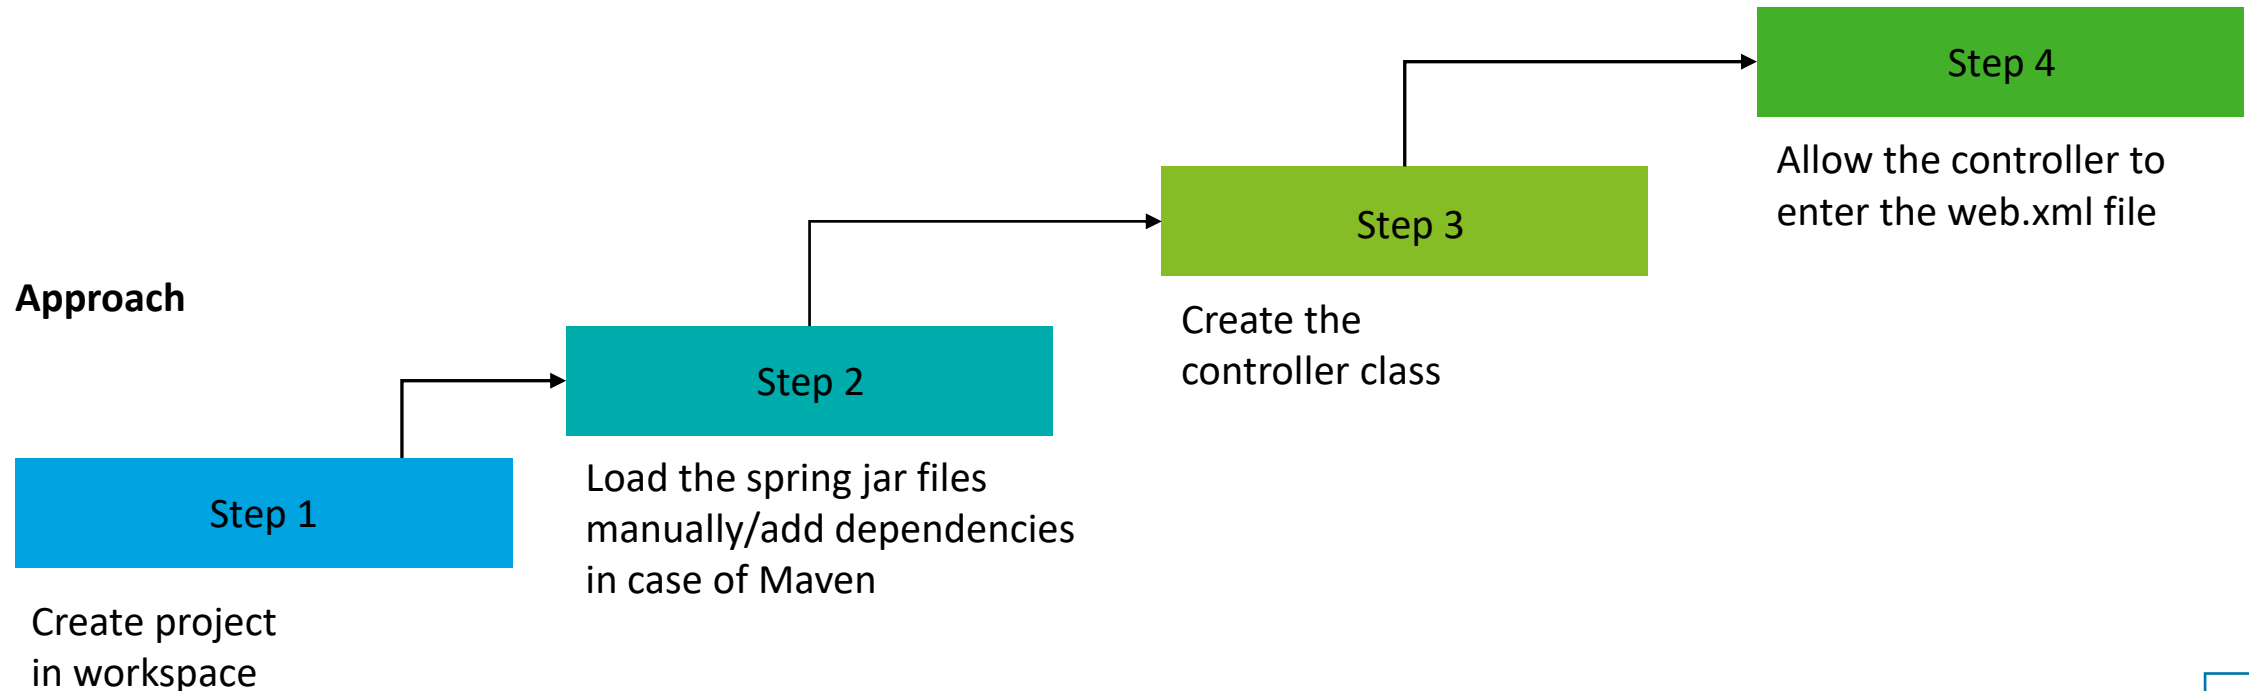 Approach
Step 1
Create project
in workspace
Step 2
Load the spring jar files
manually/add dependencies
in case of Maven
Step 3
Create the
controller class
Step 4
Allow the controller to
enter the web.xml file